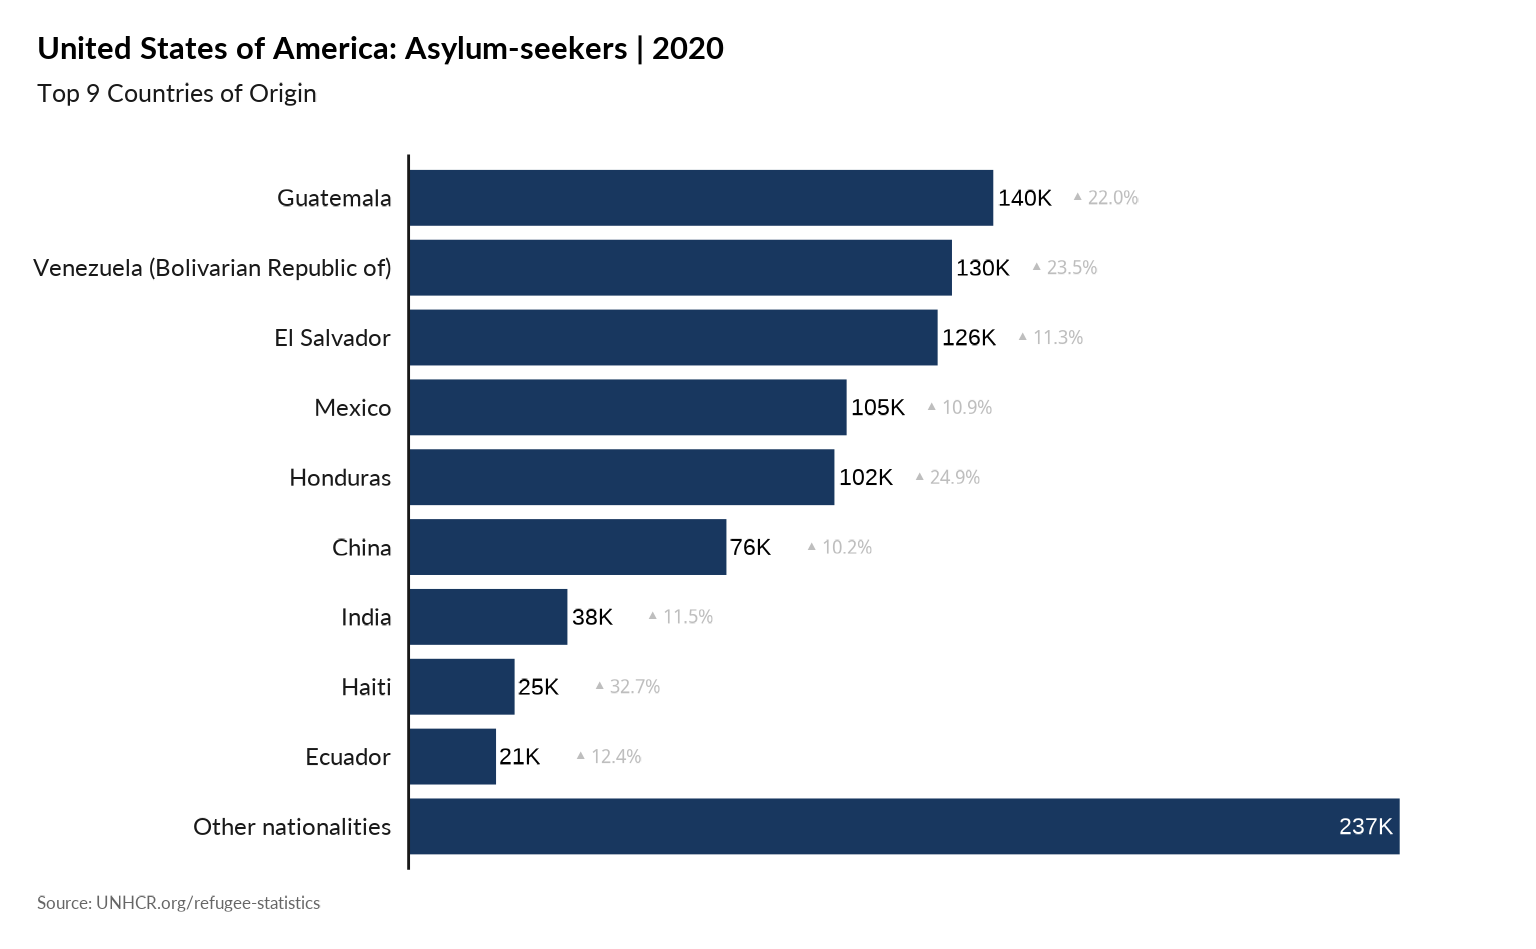 United States of America: Asylum-seekers | 2020
Top 9 Countries of Origin
Guatemala 140K ▲ 22.0%
Venezuela (Bolivarian Republic of) 130K ▲ 23.5%
El Salvador 126K ▲ 11.3%
Mexico 105K ▲ 10.9%
Honduras 102K ▲ 24.9%
China 76K ▲ 10.2%
India 38K ▲ 11.5%
Haiti 25K ▲ 32.7%
Ecuador 21K ▲ 12.4%
Other nationalities 237K
Source: UNHCR.org/refugee-statistics